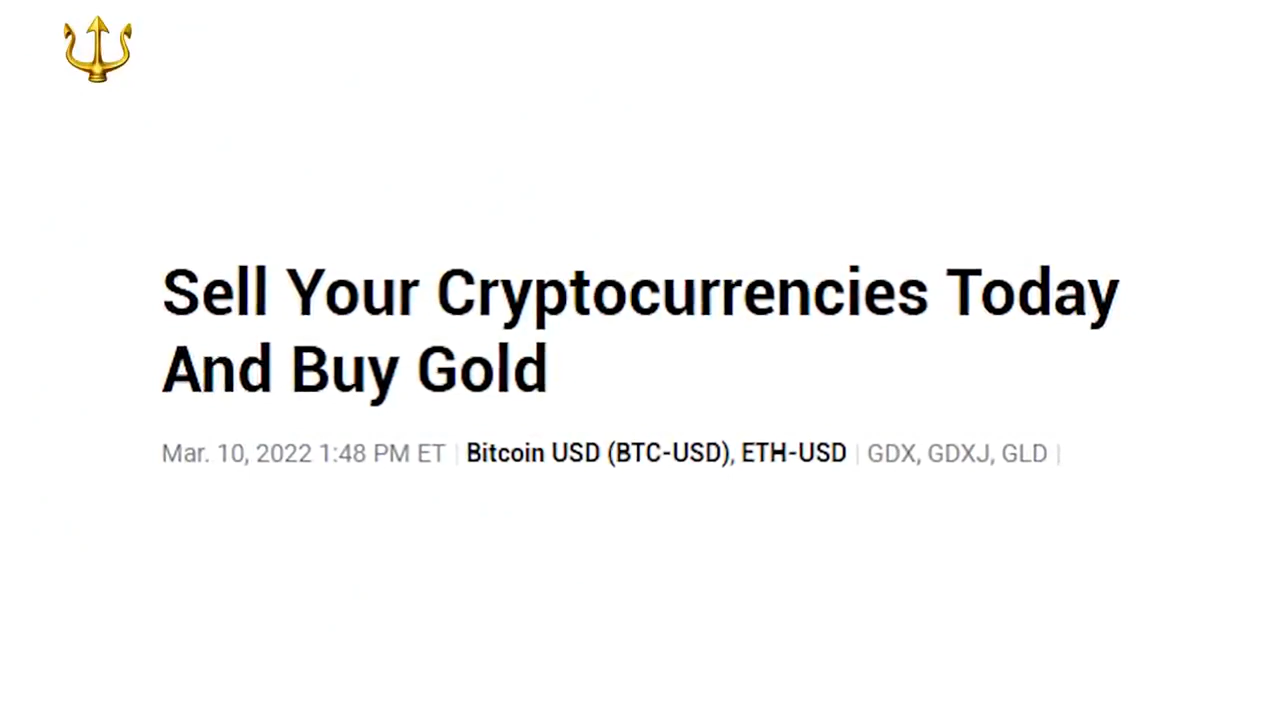 Sell Your Cryptocurrencies Today
And Buy Gold
Mar. 10, 2022 1:48 PM ET | Bitcoin USD (BTC-USD), ETH-USD | GDX, GDXJ, GLD |